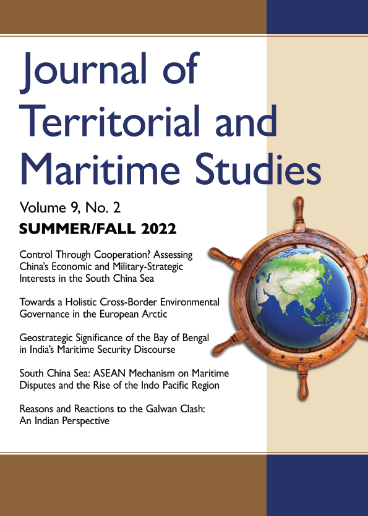 Journal of
Territorial and
Maritime Studies
Volume 9, No. 2
SUMMER/FALL 2022
Control Through Cooperation? Assessing
China's Economic and Military-Strategic
Interests in the South China Sea
Towards a Holistic Cross-Border Environmental
Governance in the European Arctic
Geostrategic Significance of the Bay of Bengal
in India's Maritime Security Discourse
South China Sea: ASEAN Mechanism on Maritime
Disputes and the Rise of the Indo Pacific Region
Reasons and Reactions to the Galwan Clash:
An Indian Perspective